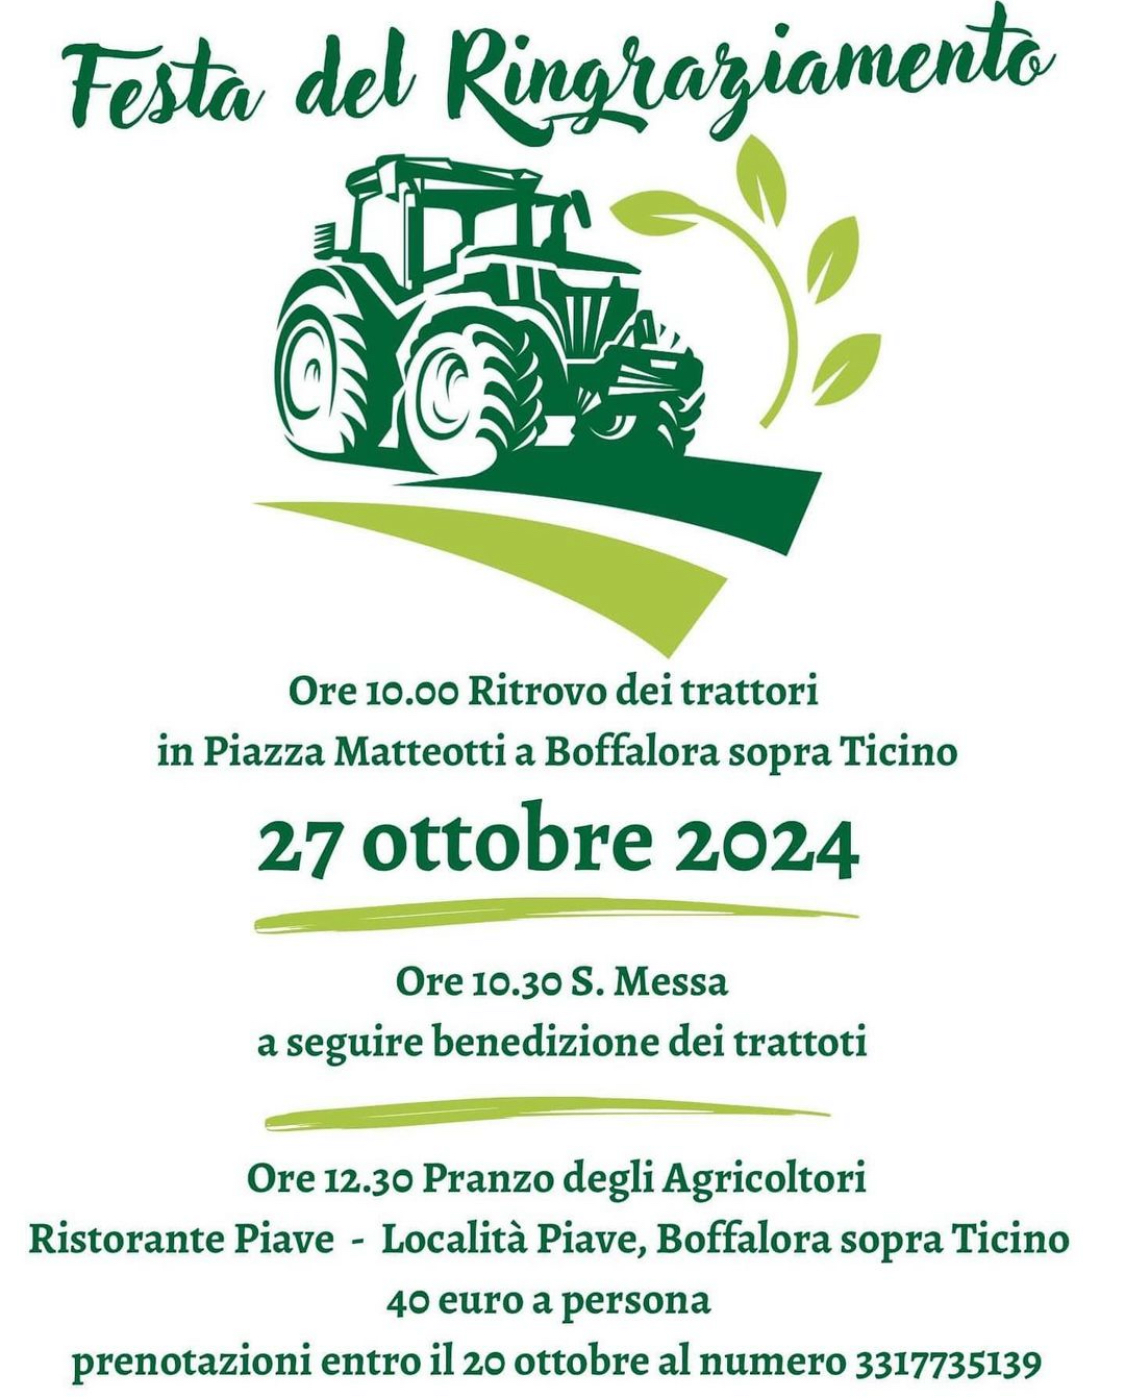 Festa del Ringraziamento
Ore 10.00 Ritrovo dei trattori
in Piazza Matteotti a Boffalora sopra Ticino
27 ottobre 2024
Ore 10.30 S. Messa
a seguire benedizione dei trattoti
Ore 12.30 Pranzo degli Agricoltori
Ristorante Piave - Località Piave, Boffalora sopra Ticino
40 euro a persona
prenotazioni entro il 20 ottobre al numero 3317735139